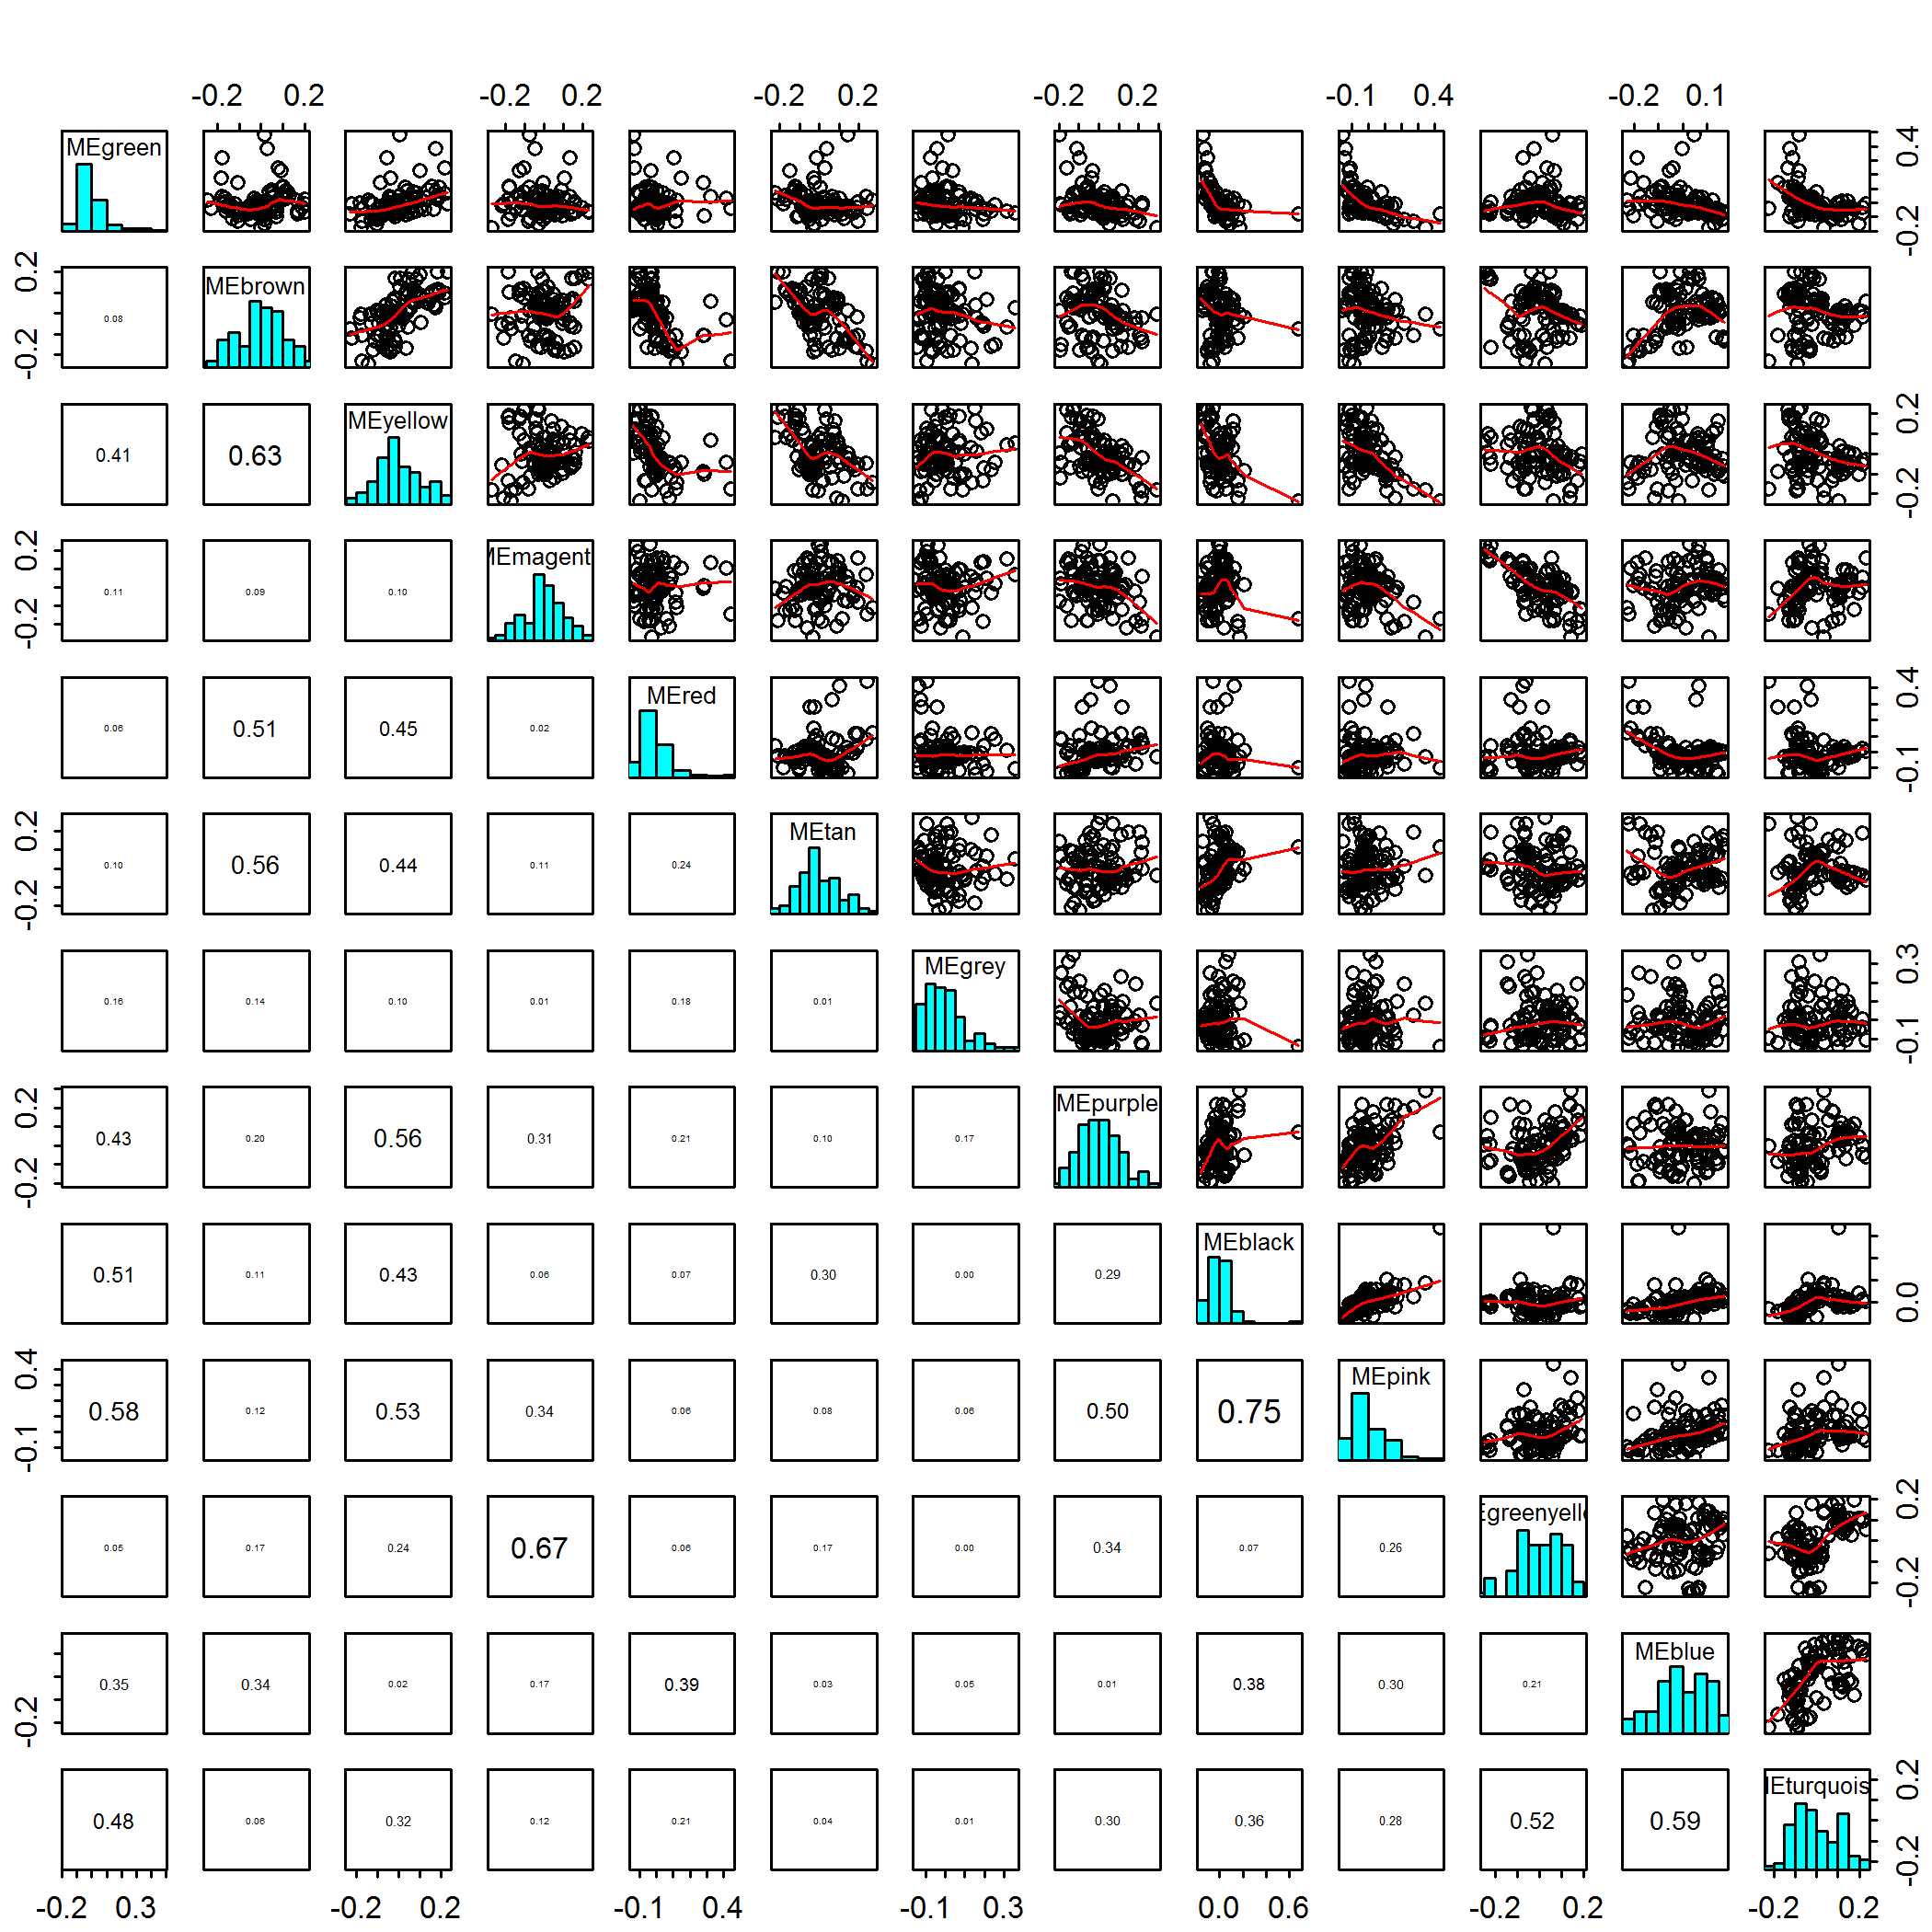 -0.2 0.2 -0.2 0.2 -0.2 0.2 -0.2 0.2 -0.1 0.4 -0.2 0.1
MEgreen -0.2 0.4
-0.2 0.2 0.08 MEbrown
0.41 0.63 MEyellow -0.2 0.2
-0.2 0.2 0.11 0.09 0.10 MEmagent
0.06 0.51 0.45 0.02 MEred -0.1 0.4
-0.2 0.2 0.10 0.56 0.44 0.11 0.24 MEtan
0.16 0.14 0.10 0.01 0.18 0.01 MEgrey -0.1 0.3
-0.2 0.2 0.43 0.20 0.56 0.31 0.21 0.10 0.17 MEpurple
0.51 0.11 0.43 0.06 0.07 0.30 0.00 0.29 MEblack 0.0
-0.1 0.4 0.58 0.12 0.53 0.34 0.06 0.08 0.06 0.50 0.75 MEpink
0.05 0.17 0.24 0.67 0.06 0.17 0.00 0.34 0.07 0.26 Egreenyello -0.2 0.2
-0.2 0.35 0.34 0.02 0.17 0.39 0.03 0.05 0.01 0.38 0.30 0.21 MEblue
0.48 0.06 0.32 0.12 0.21 0.04 0.01 0.30 0.36 0.28 0.52 0.59 MEturquois -0.2 0.2
-0.2 0.3 -0.2 0.2 -0.1 0.4 -0.1 0.3 0.0 0.6 -0.2 0.2 -0.2 0.2